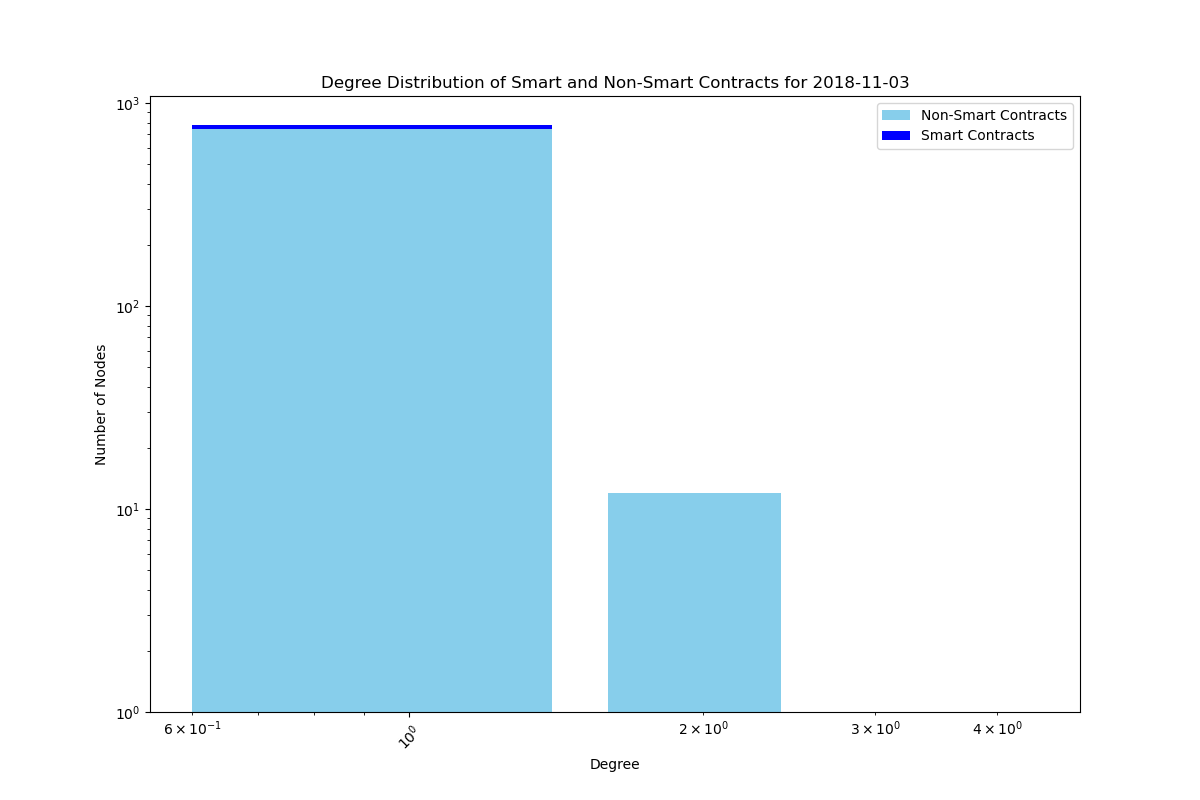 Degree Distribution of Smart and Non-Smart Contracts for 2018-11-03
Non-Smart Contracts
Smart Contracts
Number of Nodes
10³
10²
10¹
10⁰
6 × 10⁻¹
10⁰
2 × 10⁰
3 × 10⁰
4 × 10⁰
Degree